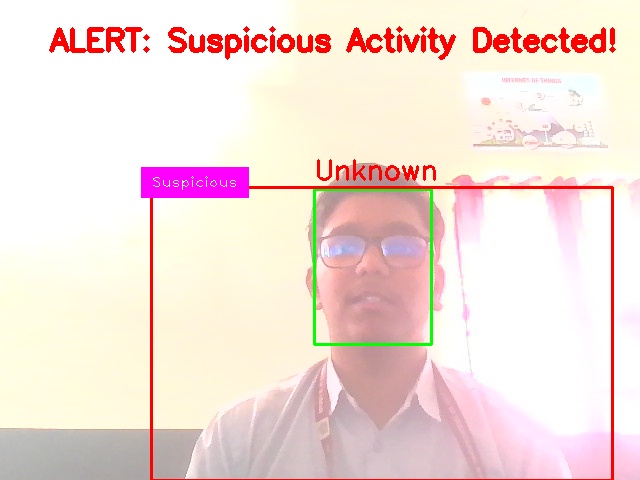 ALERT: Suspicious Activity Detected!
INTERNET OF THINGS
Unknown
Suspicious